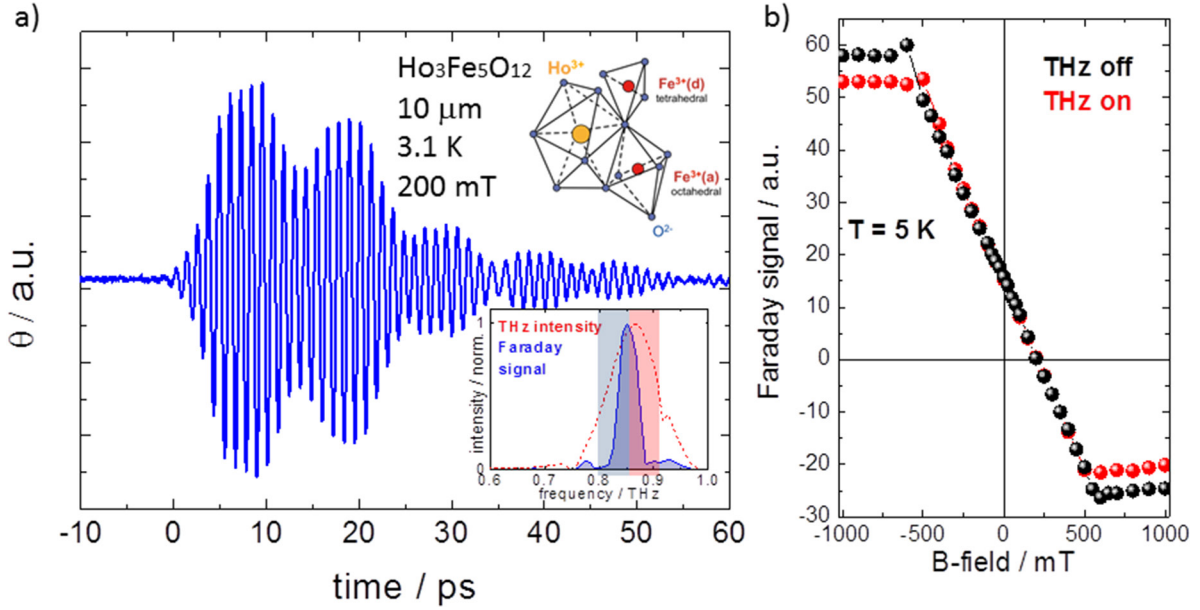 a)
Ho3Fe5O12
10 μm
3.1 K
200 mT
Ho3+
Fe3+(d)
tetrahedral
Fe3+(a)
octahedral
O2-
θ / a.u.
THz intensity
Faraday
signal
intensity / norm.
1
0
0.6 0.7 0.8 0.9 1.0
frequency / THz
-10 0 10 20 30 40 50 60
time / ps
b)
THz off
THz on
T = 5 K
Faraday signal / a.u.
60
50
40
30
20
10
0
-10
-20
-30
-1000 -500 0 500 1000
B-field / mT